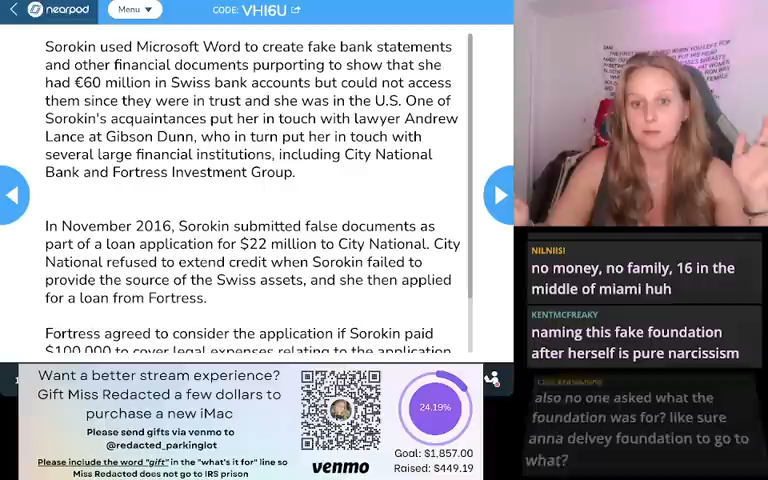 nearpod
Menu
CODE: VHI6U
Sorokin used Microsoft Word to create fake bank statements
and other financial documents purporting to show that she
had €60 million in Swiss bank accounts but could not access
them since they were in trust and she was in the U.S. One of
Sorokin's acquaintances put her in touch with lawyer Andrew
Lance at Gibson Dunn, who in turn put her in touch with
several large financial institutions, including City National
Bank and Fortress Investment Group.
In November 2016, Sorokin submitted false documents as
part of a loan application for $22 million to City National. City
National refused to extend credit when Sorokin failed to
provide the source of the Swiss assets, and she then applied
for a loan from Fortress.
Fortress agreed to consider the application if Sorokin paid
$100,000 to cover legal expenses relating to the application
NILNIISI
no money, no family, 16 in the
middle of miami huh
KENTMCFREAKY
naming this fake foundation
after herself is pure narcissism
also no one asked what the
foundation was for? like sure
anna delvey foundation to go to
what?
Want a better stream experience?
Gift Miss Redacted a few dollars to
purchase a new iMac
Please send gifts via venmo to
@redacted_parkinglot
Please include the word "gift" in the "what's it for" line so
Miss Redacted does not go to IRS prison
venmo
24.19%
Goal: $1,857.00
Raised: $449.19